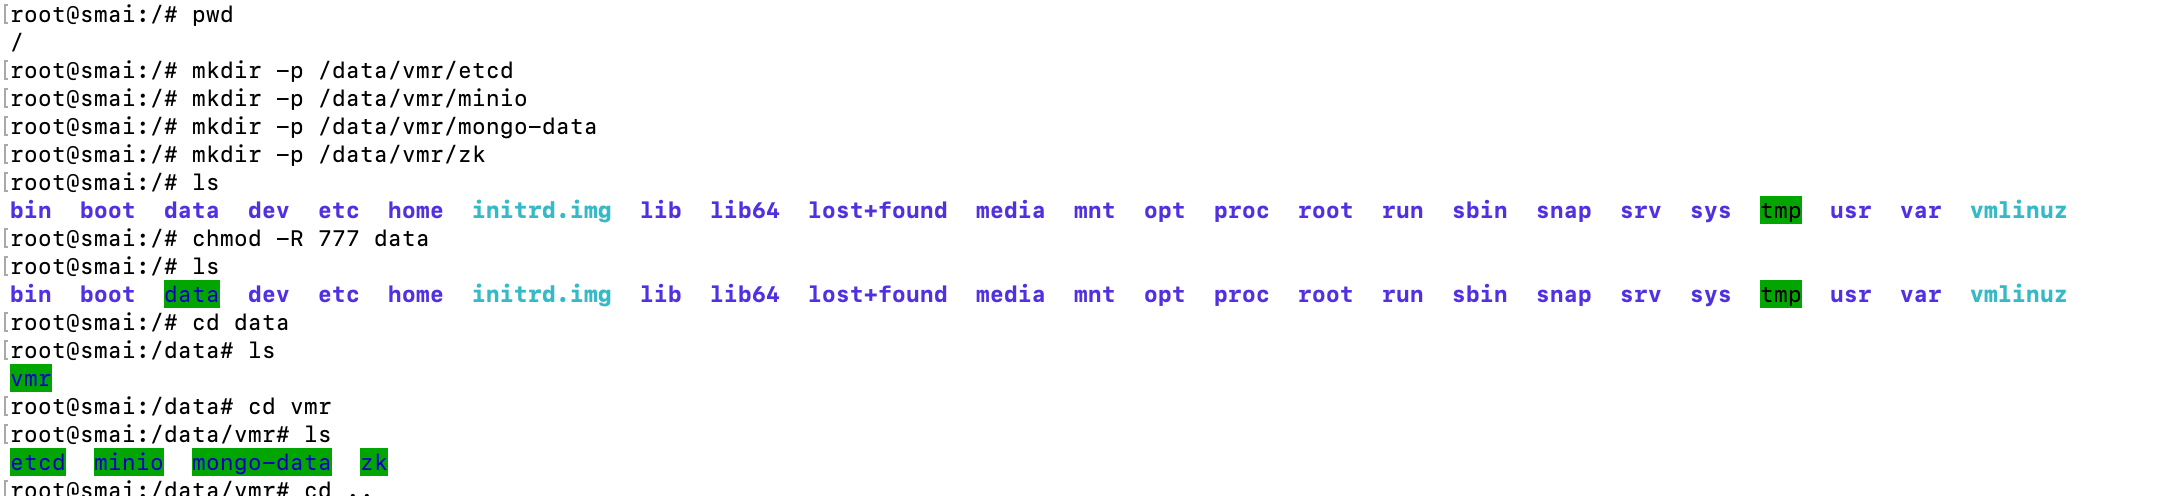 [root@smai:/# pwd
/
[root@smai:/# mkdir -p /data/vmr/etcd
[root@smai:/# mkdir -p /data/vmr/minio
[root@smai:/# mkdir -p /data/vmr/mongo-data
[root@smai:/# mkdir -p /data/vmr/zk
[root@smai:/# ls
bin  boot  data  dev  etc  home  initrd.img  lib  lib64  lost+found  media  mnt  opt  proc  root  run  sbin  snap  srv  sys  tmp  usr  var  vmlinuz
[root@smai:/# chmod -R 777 data
[root@smai:/# ls
bin  boot  data  dev  etc  home  initrd.img  lib  lib64  lost+found  media  mnt  opt  proc  root  run  sbin  snap  srv  sys  tmp  usr  var  vmlinuz
[root@smai:/# cd data
[root@smai:/data# ls
vmr
[root@smai:/data# cd vmr
[root@smai:/data/vmr# ls
etcd  minio  mongo-data  zk
[root@smai:/data/vmr# cd ..